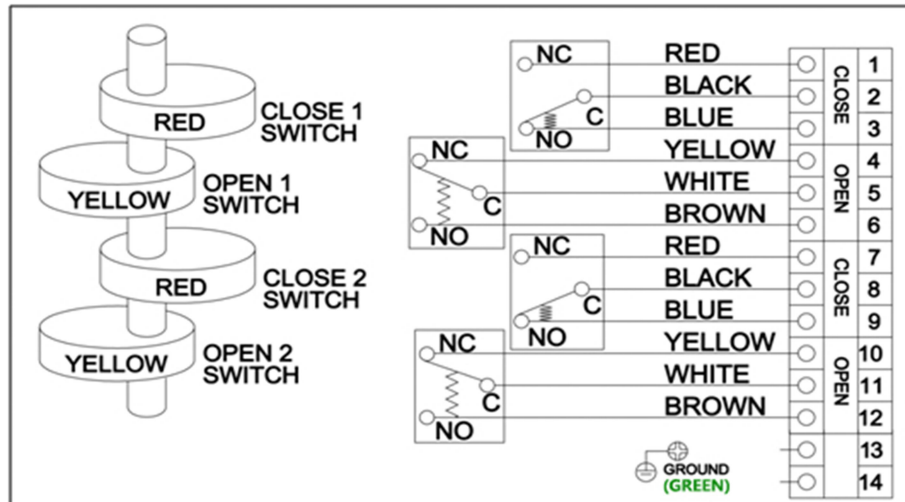 RED
CLOSE 1
SWITCH
YELLOW
OPEN 1
SWITCH
RED
CLOSE 2
SWITCH
YELLOW
OPEN 2
SWITCH
NC
C
NO
NC
C
NO
NC
C
NO
NC
C
NO
RED
BLACK
BLUE
YELLOW
WHITE
BROWN
RED
BLACK
BLUE
YELLOW
WHITE
BROWN
GROUND
(GREEN)
CLOSE
OPEN
CLOSE
OPEN
1
2
3
4
5
6
7
8
9
10
11
12
13
14